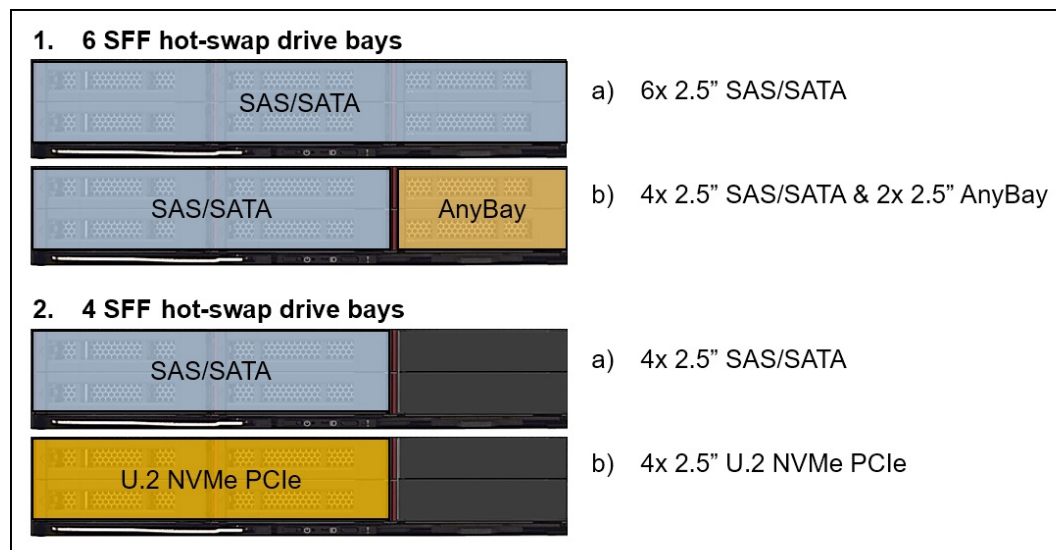 1. 6 SFF hot-swap drive bays
SAS/SATA
a) 6x 2.5” SAS/SATA
SAS/SATA
AnyBay
b) 4x 2.5” SAS/SATA & 2x 2.5” AnyBay
2. 4 SFF hot-swap drive bays
SAS/SATA
a) 4x 2.5” SAS/SATA
U.2 NVMe PCIe
b) 4x 2.5” U.2 NVMe PCIe